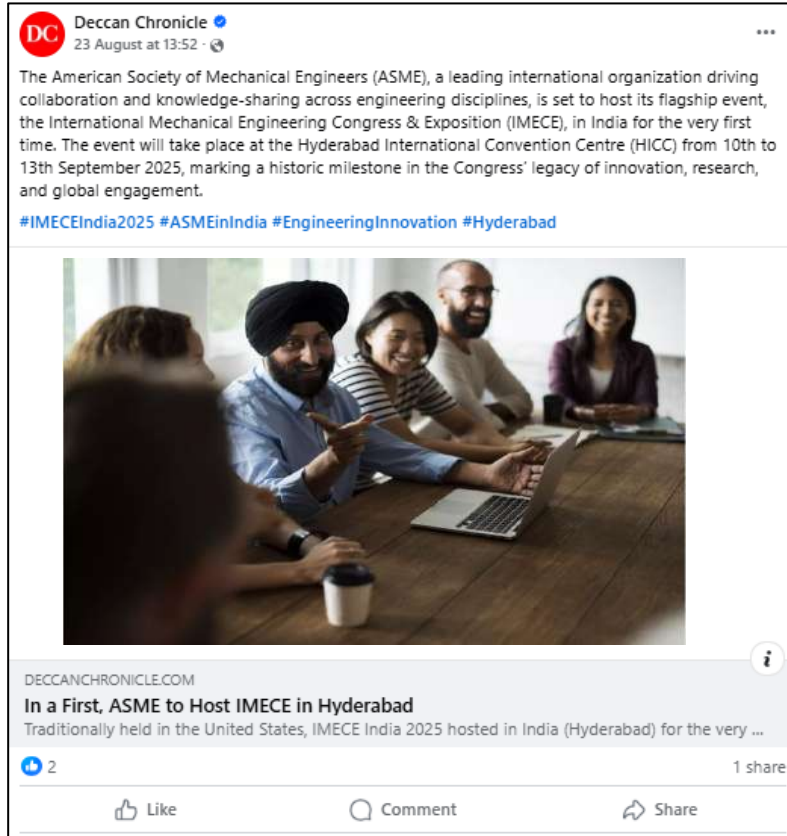 DC
Deccan Chronicle
23 August at 13:52 ·
The American Society of Mechanical Engineers (ASME), a leading international organization driving
collaboration and knowledge-sharing across engineering disciplines, is set to host its flagship event,
the International Mechanical Engineering Congress & Exposition (IMECE), in India for the very first
time. The event will take place at the Hyderabad International Convention Centre (HICC) from 10th to
13th September 2025, marking a historic milestone in the Congress' legacy of innovation, research,
and global engagement.
#IMECEIndia2025 #ASMEinIndia #EngineeringInnovation #Hyderabad
DECCANCHRONICLE.COM
In a First, ASME to Host IMECE in Hyderabad
Traditionally held in the United States, IMECE India 2025 hosted in India (Hyderabad) for the very ...
2
1 share
Like
Comment
Share